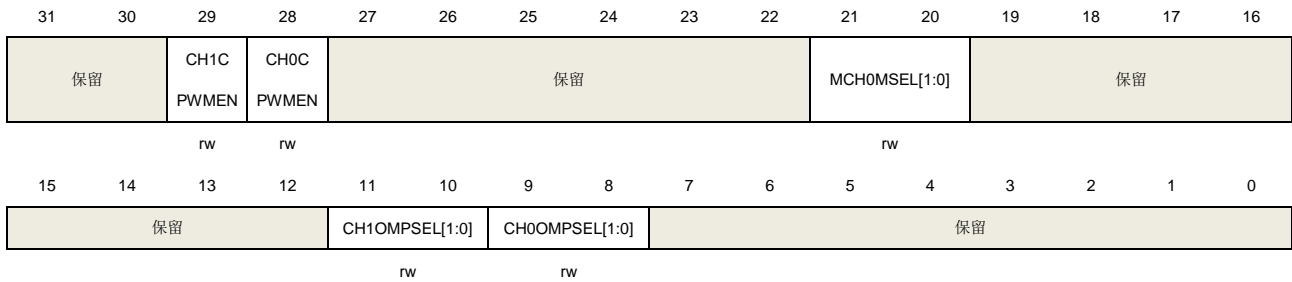 31 30 29 28 27 26 25 24 23 22 21 20 19 18 17 16
保留 CH1C PWMEN CH0C PWMEN 保留 MCH0MSEL[1:0] 保留
rw rw rw
15 14 13 12 11 10 9 8 7 6 5 4 3 2 1 0
保留 CH1OMPSEL[1:0] CH0OMPSEL[1:0] 保留
rw rw